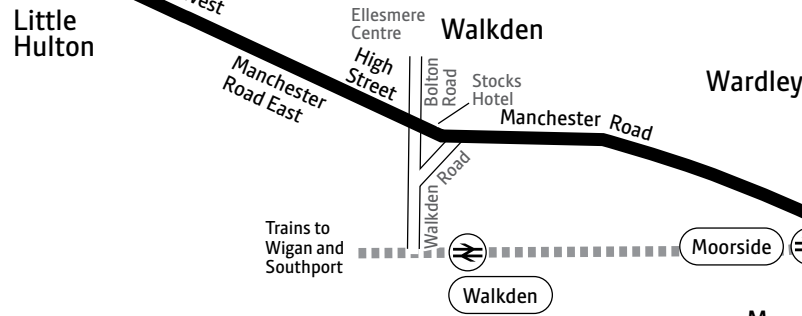 Little
Hulton
West
Ellesmere
Centre
Walkden
High
Street
Bolton
Road
Stocks
Hotel
Wardley
Manchester
Road East
Manchester Road
Walkden Road
Trains to
Wigan and
Southport
Moorside
Walkden